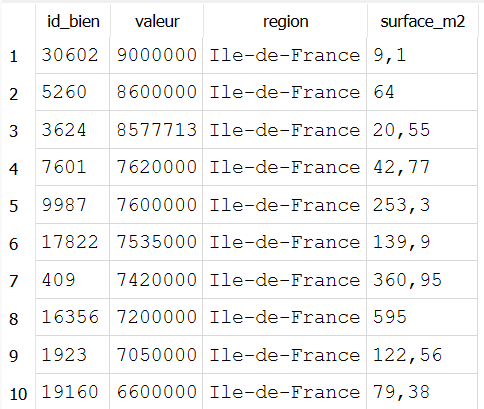 id_bien valeur region surface_m2
1 30602 9000000 Ile-de-France 9,1
2 5260 8600000 Ile-de-France 64
3 3624 8577713 Ile-de-France 20,55
4 7601 7620000 Ile-de-France 42,77
5 9987 7600000 Ile-de-France 253,3
6 17822 7535000 Ile-de-France 139,9
7 409 7420000 Ile-de-France 360,95
8 16356 7200000 Ile-de-France 595
9 1923 7050000 Ile-de-France 122,56
10 19160 6600000 Ile-de-France 79,38